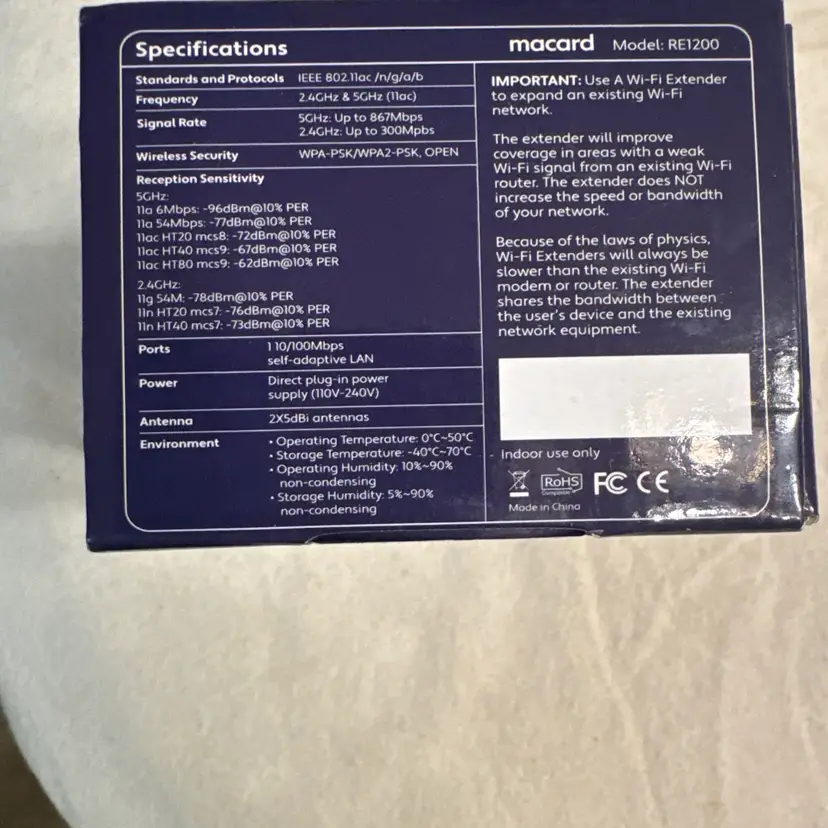 Specifications
Standards and Protocols IEEE 802.11ac /n/g/a/b
Frequency 2.4GHz & 5GHz (11ac)
Signal Rate 5GHz: Up to 867Mbps
2.4GHz: Up to 300Mpbs
Wireless Security WPA-PSK/WPA2-PSK, OPEN
Reception Sensitivity
5GHz:
11a 6Mbps: -96dBm@10% PER
11a 54Mbps: -77dBm@10% PER
11ac HT20 mcs8: -72dBm@10% PER
11ac HT40 mcs9: -67dBm@10% PER
11ac HT80 mcs9: -62dBm@10% PER
2.4GHz:
11g 54M: -78dBm@10% PER
11n HT20 mcs7: -76dBm@10% PER
11n HT40 mcs7: -73dBm@10% PER
Ports 1 10/100Mbps
self-adaptive LAN
Power Direct plug-in power
supply (110V-240V)
Antenna 2X5dBi antennas
Environment • Operating Temperature: 0°C~50°C
• Storage Temperature: -40°C~70°C
• Operating Humidity: 10%~90%
non-condensing
• Storage Humidity: 5%~90%
non-condensing
macard Model: RE1200
IMPORTANT: Use A Wi-Fi Extender
to expand an existing Wi-Fi
network.
The extender will improve
coverage in areas with a weak
Wi-Fi signal from an existing Wi-Fi
router. The extender does NOT
increase the speed or bandwidth
of your network.
Because of the laws of physics,
Wi-Fi Extenders will always be
slower than the existing Wi-Fi
modem or router. The extender
shares the bandwidth between
the user's device and the existing
network equipment.
Indoor use only
RoHS
Compliant
FC CE
Made in China